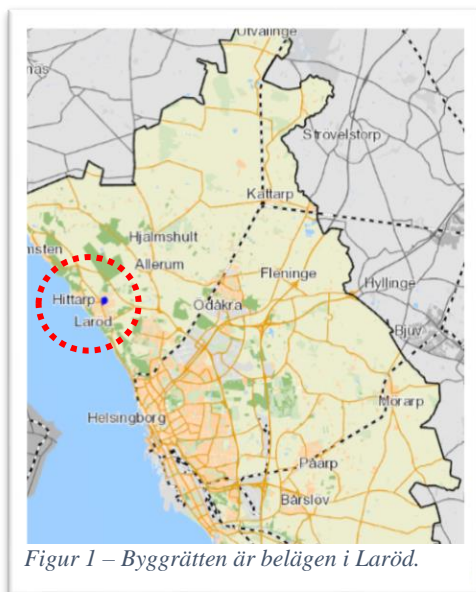 Utvälinge
Strövelstorp
Kattarp
Hjälmshult
Allerum
Fleninge
Hyllinge
Hittarp
Ödåkra
Laröd
Bjuv
Mörarp
Helsingborg
Påarp
Bårslöv
Figur 1 – Byggrätten är belägen i Laröd.